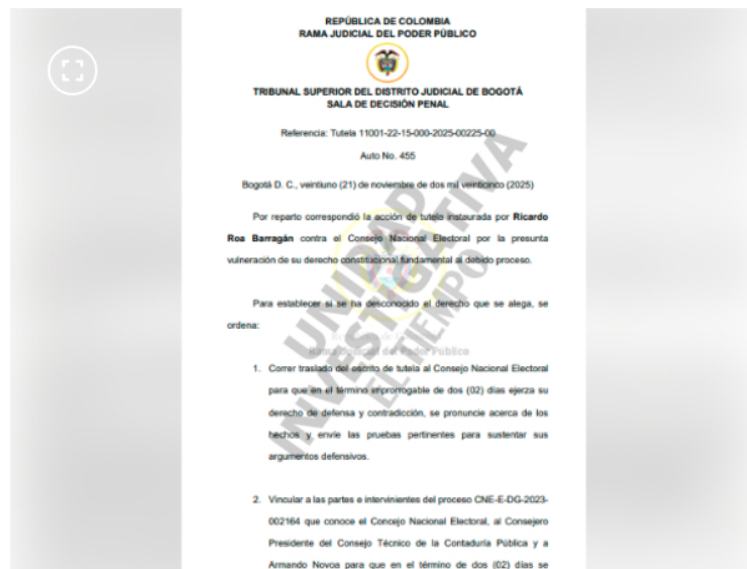 REPÚBLICA DE COLOMBIA
RAMA JUDICIAL DEL PODER PÚBLICO
TRIBUNAL SUPERIOR DEL DISTRITO JUDICIAL DE BOGOTÁ
SALA DE DECISIÓN PENAL
Referencia: Tutela 11001-22-15-000-2025-00225-00
Auto No. 455
Bogotá D. C., veintiuno (21) de noviembre de dos mil veinticinco (2025)
Por reparto correspondió la acción de tutela instaurada por Ricardo
Roa Barragán contra el Consejo Nacional Electoral por la presunta
vulneración de su derecho constitucional fundamental al debido proceso.
Para establecer si se ha desconocido el derecho que se alega, se
ordena:
Rama Judicial del Poder Público
1. Correr traslado del escrito de tutela al Consejo Nacional Electoral
para que en el término improrrogable de dos (02) días ejerza su
derecho de defensa y contradicción, se pronuncie acerca de los
hechos y envíe las pruebas pertinentes para sustentar sus
argumentos defensivos.
2. Vincular a las partes e intervinientes del proceso CNE-E-DG-2023-
002164 que conoce el Concejo Nacional Electoral, al Consejero
Presidente del Consejo Técnico de la Contaduría Pública y a
Armando Novoa para que en el término de dos (02) días se
UNIDAD
INVESTIGATIVA
EL TIEMPO